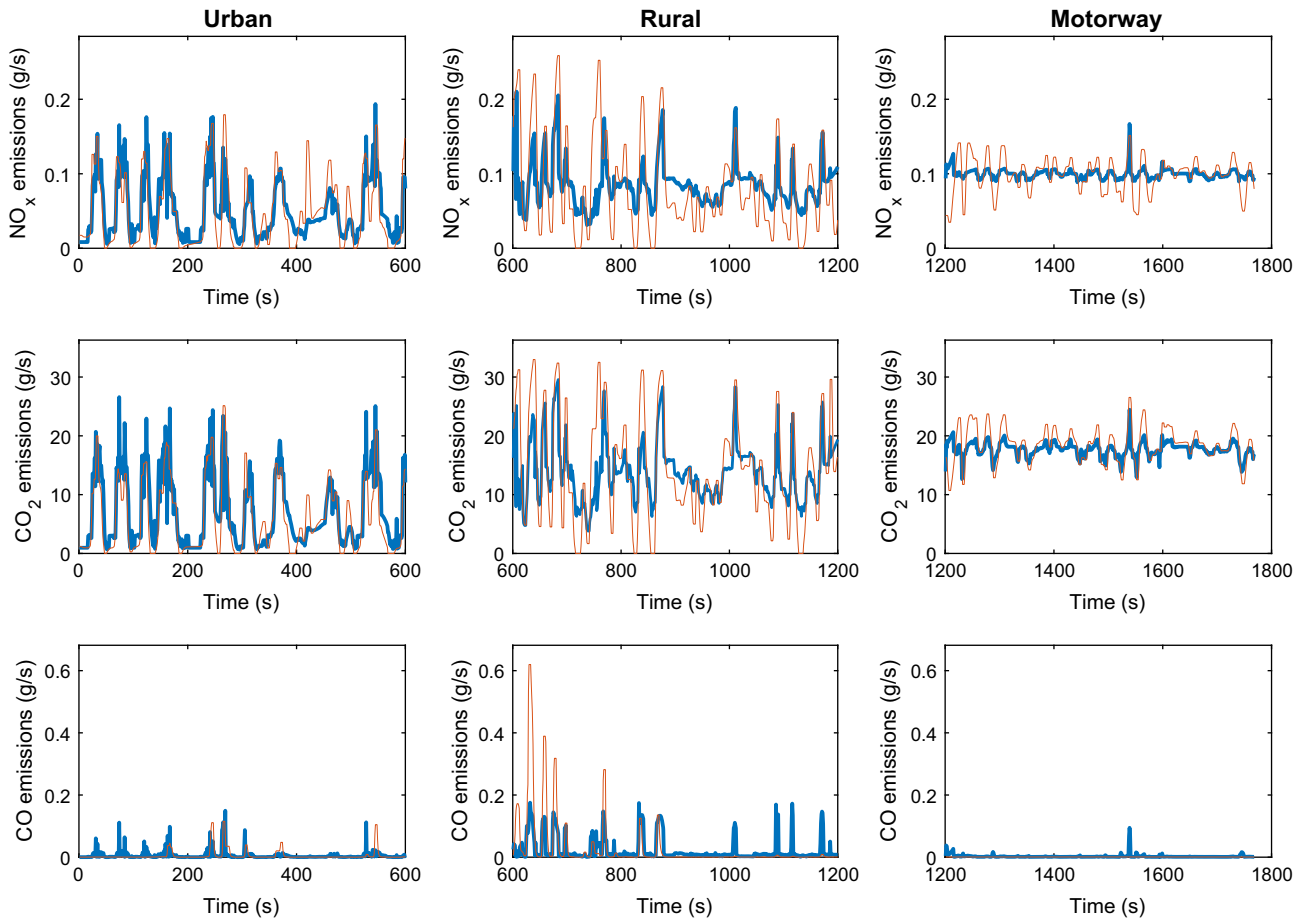 Urban
Rural
Motorway
NOx emissions (g/s)
0.2
0.1
0
0 200 400 600
Time (s)
NOx emissions (g/s)
0.2
0.1
0
600 800 1000 1200
Time (s)
NOx emissions (g/s)
0.2
0.1
0
1200 1400 1600 1800
Time (s)
CO2 emissions (g/s)
30
20
10
0
0 200 400 600
Time (s)
CO2 emissions (g/s)
30
20
10
0
600 800 1000 1200
Time (s)
CO2 emissions (g/s)
30
20
10
0
1200 1400 1600 1800
Time (s)
CO emissions (g/s)
0.6
0.4
0.2
0
0 200 400 600
Time (s)
CO emissions (g/s)
0.6
0.4
0.2
0
600 800 1000 1200
Time (s)
CO emissions (g/s)
0.6
0.4
0.2
0
1200 1400 1600 1800
Time (s)